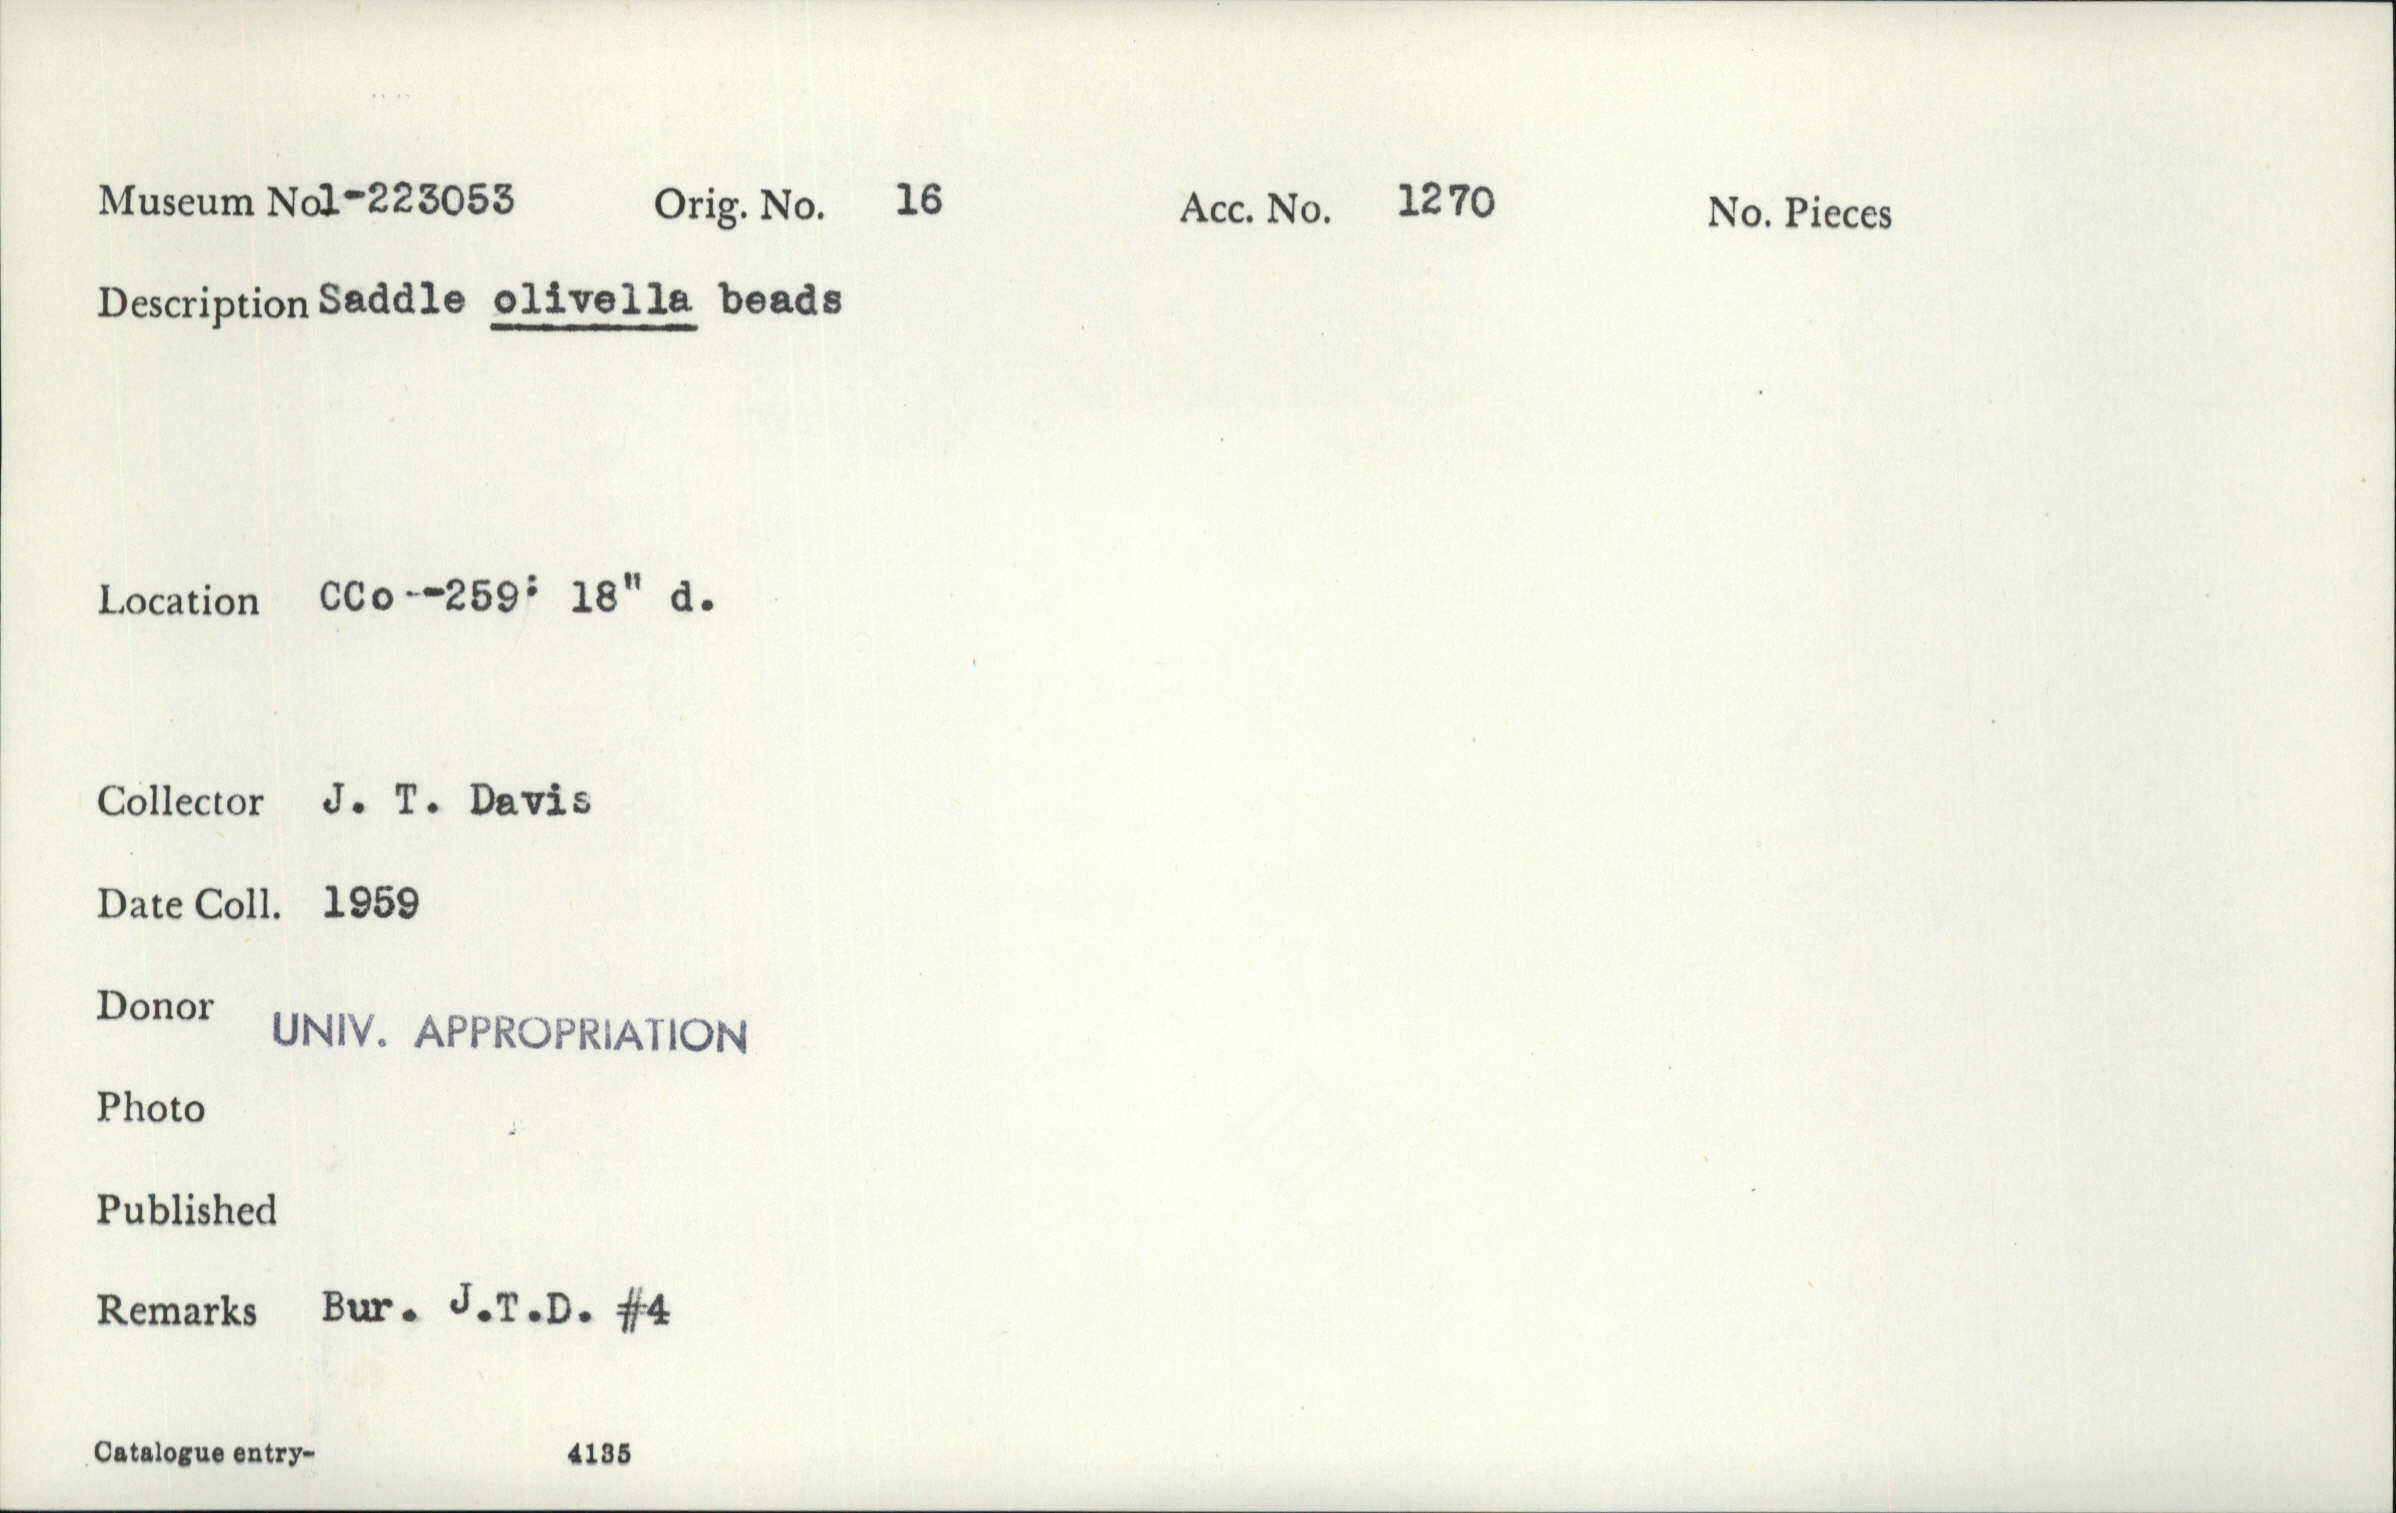 Museum No. 1-223053 Orig. No. 16 Acc. No. 1270 No. Pieces
Description Saddle olivella beads
Location CCo--259: 18" d.
Collector J. T. Davis
Date Coll. 1959
Donor UNIV. APPROPRIATION
Photo
Published
Remarks Bur. J.T.D. #4
Catalogue entry- 4135